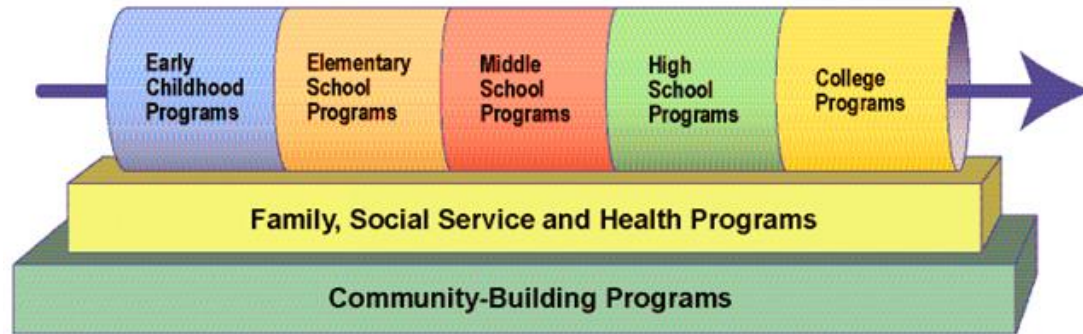 Early
Childhood
Programs
Elementary
School
Programs
Middle
School
Programs
High
School
Programs
College
Programs
Family, Social Service and Health Programs
Community-Building Programs